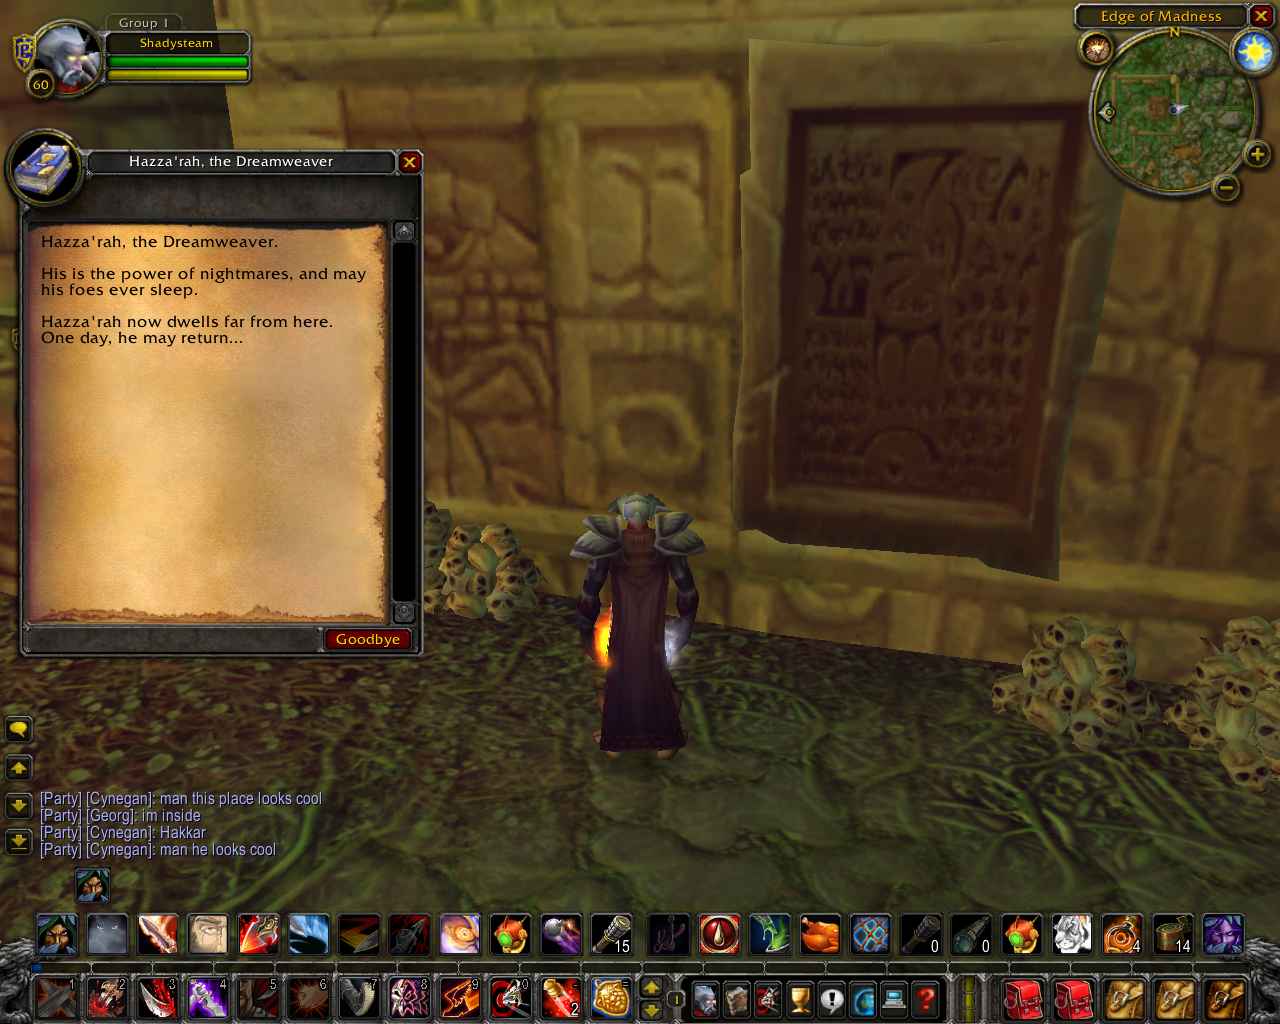 Group 1
Shadysteam
60
Edge of Madness
N
Hazza'rah, the Dreamweaver
Hazza'rah, the Dreamweaver.
His is the power of nightmares, and may
his foes ever sleep.
Hazza'rah now dwells far from here.
One day, he may return...
Goodbye
[Party] [Cynegan]: man this place looks cool
[Party] [Georg]: im inside
[Party] [Cynegan]: Hakkar
[Party] [Cynegan]: man he looks cool
15 0 0 4 14
1 2 3 4 5 6 7 8 9 0 - = 2 1